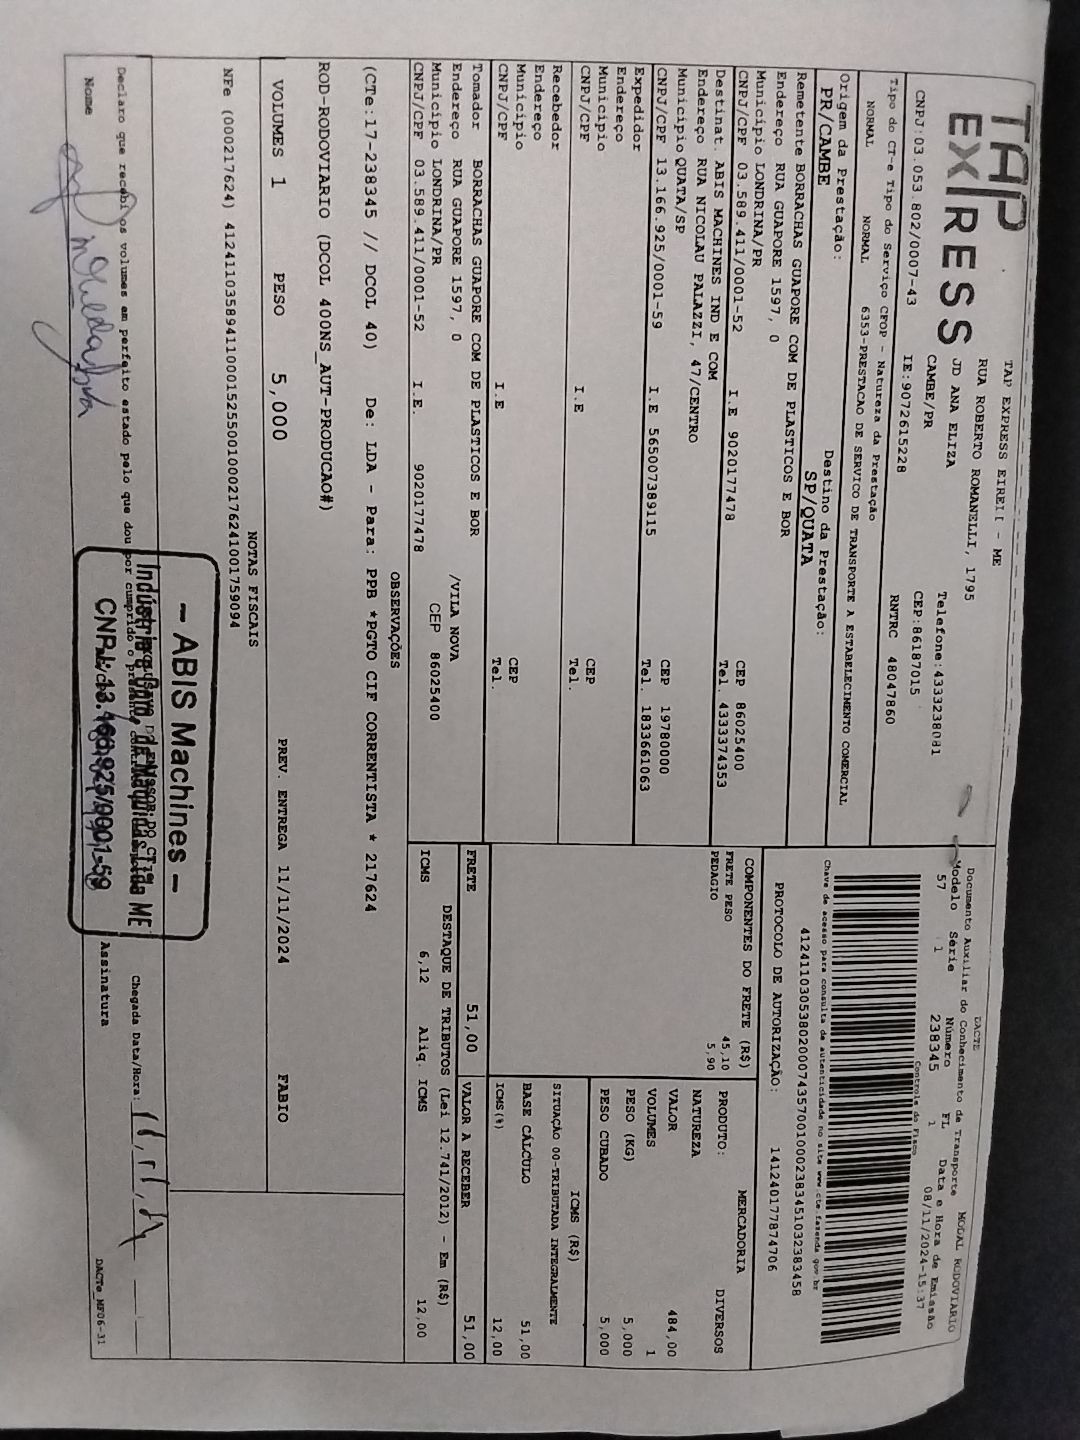 TAP
EXPRESS
TAP EXPRESS EIRELI - ME
RUA ROBERTO ROMANELLI, 1795
JD ANA ELIZA
Telefone:4333238081
CAMBE/PR
CEP:86187015
CNPJ:03.053.802/0007-43
IE:9072615228
RNTRC 48047860
DACTE
Documento Auxiliar do Conhecimento de Transporte
MODAL RODOVIARIO
Modelo Série Número FL Data e Hora de Emissão
57 1 238345 1 08/11/2024-15:37
Controle do Fisco
Chave de acesso para consulta de autenticidade no site www.cte.fazenda.gov.br
PROTOCOLO DE AUTORIZAÇÃO: 141240177874706
Tipo do CT-e Tipo do Serviço CFOP - Natureza da Prestação
NORMAL NORMAL 6353-PRESTACAO DE SERVICO DE TRANSPORTE A ESTABELECIMENTO COMERCIAL
Origem da Prestação: Destino da Prestação:
PR/CAMBE SP/QUATA
Remetente BORRACHAS GUAPORE COM DE PLASTICOS E BOR
Endereço RUA GUAPORE 1597, 0
Município LONDRINA/PR CEP 86025400
CNPJ/CPF 03.589.411/0001-52 I.E 9020177478 Tel. 4333374353
Destinat. ABIS MACHINES IND E COM
Endereço RUA NICOLAU PALAZZI, 47/CENTRO
Município QUATA/SP CEP 19780000
CNPJ/CPF 13.166.925/0001-59 I.E 565007389115 Tel. 1833661063
Expedidor
Endereço
Município CEP
CNPJ/CPF I.E Tel.
Recebedor
Endereço
Município CEP
CNPJ/CPF I.E Tel.
Tomador BORRACHAS GUAPORE COM DE PLASTICOS E BOR
Endereço RUA GUAPORE 1597, 0 /VILA NOVA
Município LONDRINA/PR CEP 86025400
CNPJ/CPF 03.589.411/0001-52 I.E. 9020177478
COMPONENTES DO FRETE (R$)
FRETE PESO 45,10
PEDAGIO 5,90
PRODUTO: MERCADORIA
NATUREZA DIVERSOS
VALOR 484,00
VOLUMES 1
PESO (KG) 5,000
PESO CUBADO 5,000
ICMS (R$)
SITUAÇÃO 00-TRIBUTADA INTEGRALMENTE
BASE CÁLCULO 51,00
ICMS(%) 12,00
FRETE 51,00 VALOR A RECEBER 51,00
DESTAQUE DE TRIBUTOS (Lei 12.741/2012) - Em (R$)
ICMS 6,12 Aliq. ICMS 12,00
OBSERVAÇÕES
(CTe:17-238345 // DCOL 40) De: LDA - Para: PPB *PGTO CIF CORRENTISTA * 217624
ROD-RODOVIARIO (DCOL 400NS_AUT-PRODUCAO#)
VOLUMES 1 PESO 5,000 PREV. ENTREGA 11/11/2024 FABIO
NOTAS FISCAIS
NFe (000217624) 41241103589411000152550010002176241001759094
Declaro que recebi os volumes em perfeito estado pelo que dou por cumprido o
Chegada Data/Hora: 11/11/24
Nome
Assinatura
DACTe_MF06-31
– ABIS Machines –
Indústria e Com. de Máquinas Ltda ME
CNPJ: 13.166.925/0001-59